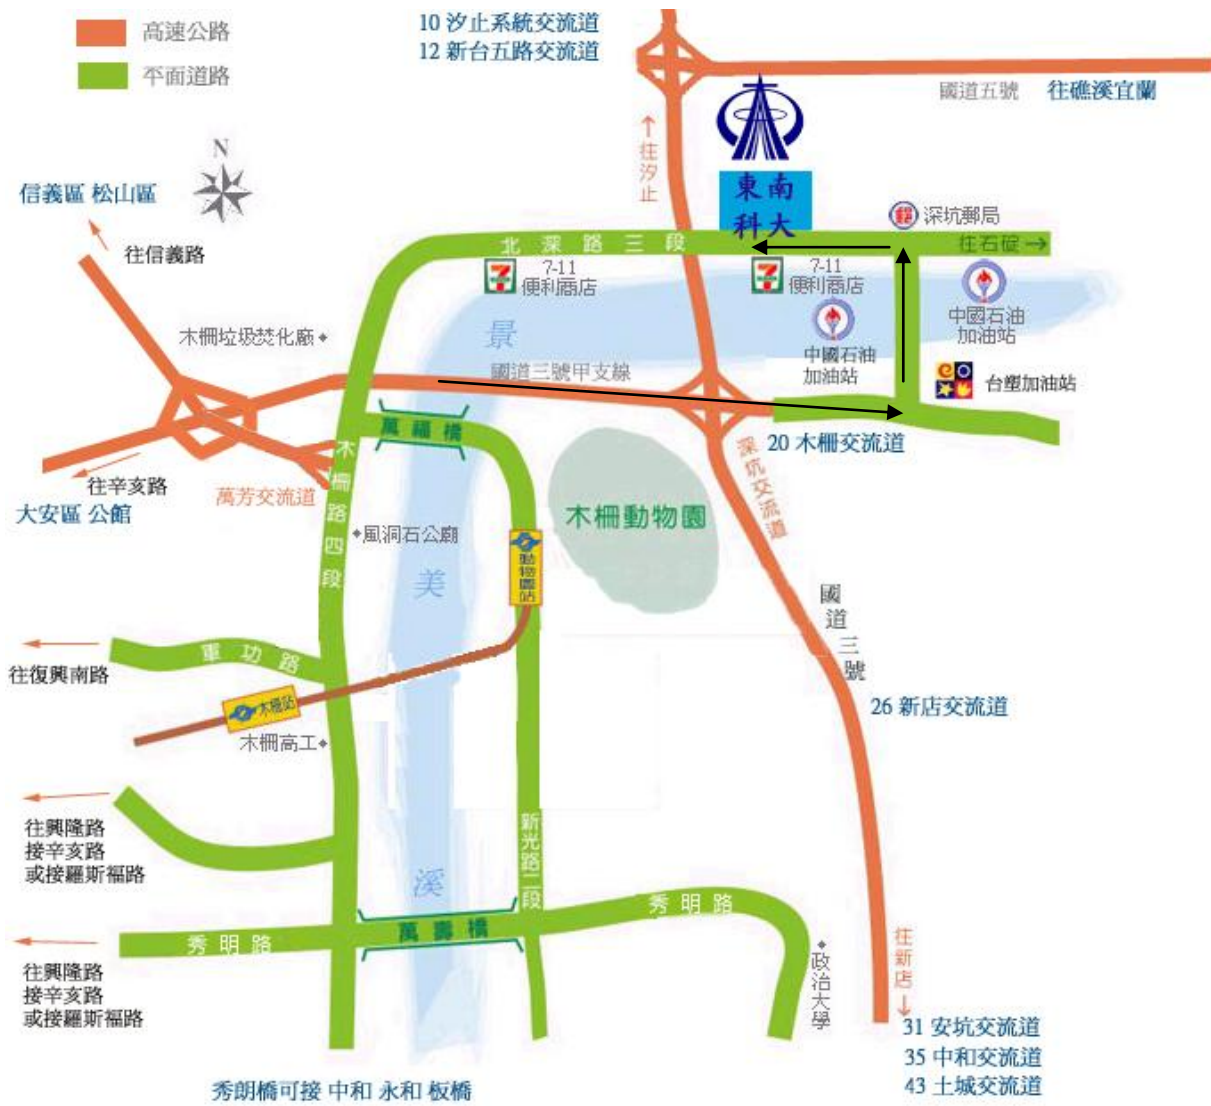 高速公路
平面道路
10 汐止系統交流道
12 新台五路交流道
國道五號
往礁溪宜蘭
↑往汐止
N
信義區 松山區
往信義路
東南
科大
深坑郵局
北深路三段
往石碇→
7-11
便利商店
7-11
便利商店
中國石油
加油站
中國石油
加油站
木柵垃圾焚化廠
景
國道三號甲支線
台塑加油站
萬福橋
20 木柵交流道
深坑交流道
往辛亥路
萬芳交流道
大安區 公館
木柵路四段
風洞石公廟
木柵動物園
動物園站
美
國道三號
軍功路
往復興南路
木柵站
木柵高工
26 新店交流道
往興隆路
接辛亥路
或接羅斯福路
新光路二段
溪
秀明路
萬壽橋
秀明路
往興隆路
接辛亥路
或接羅斯福路
政治大學
往新店↓
31 安坑交流道
35 中和交流道
43 土城交流道
秀朗橋可接 中和 永和 板橋